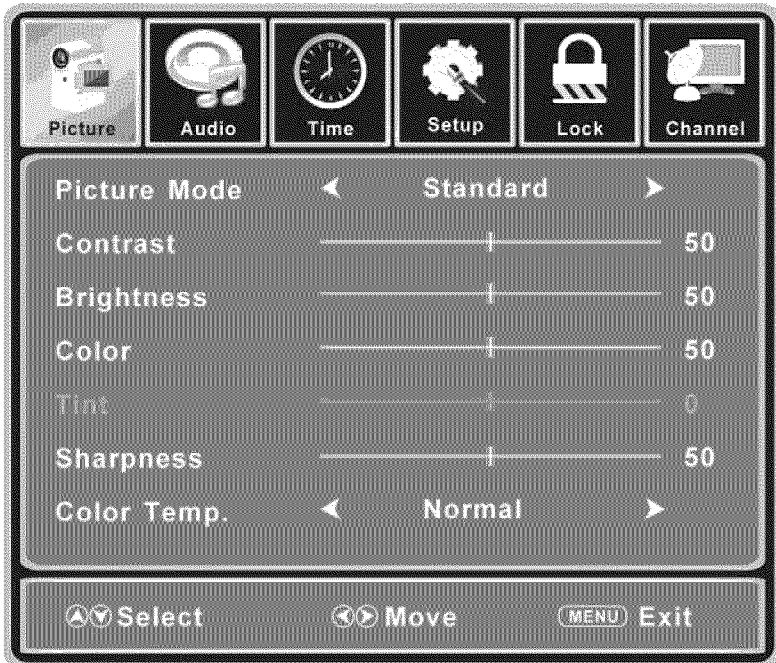 Picture Audio Time Setup Lock Channel
Picture Mode Standard
Contrast 50
Brightness 50
Color 50
Tint 0
Sharpness 50
Color Temp. Normal
Select Move MENU Exit